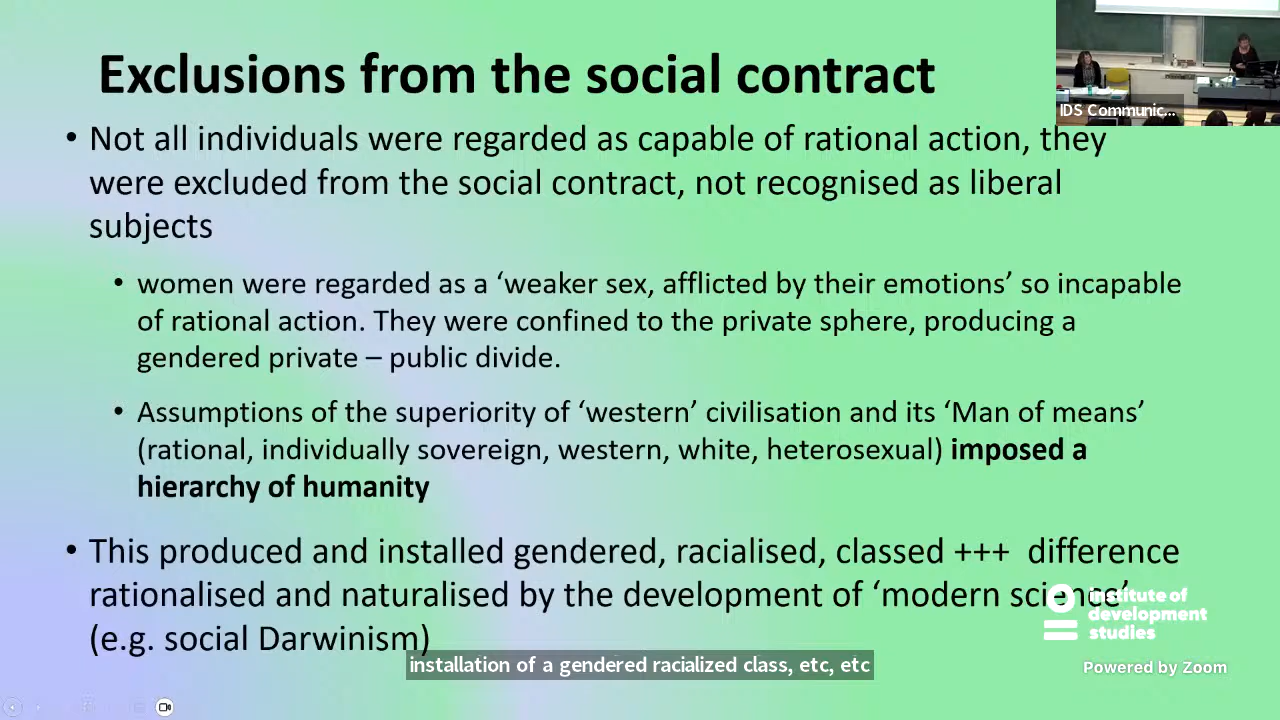 Exclusions from the social contract
IDS Communic...
• Not all individuals were regarded as capable of rational action, they
were excluded from the social contract, not recognised as liberal
subjects
• women were regarded as a ‘weaker sex, afflicted by their emotions’ so incapable
of rational action. They were confined to the private sphere, producing a
gendered private – public divide.
• Assumptions of the superiority of ‘western’ civilisation and its ‘Man of means’
(rational, individually sovereign, western, white, heterosexual) imposed a
hierarchy of humanity
• This produced and installed gendered, racialised, classed +++ difference
rationalised and naturalised by the development of ‘modern science’
(e.g. social Darwinism)
institute of
development
studies
installation of a gendered racialized class, etc, etc
Powered by Zoom